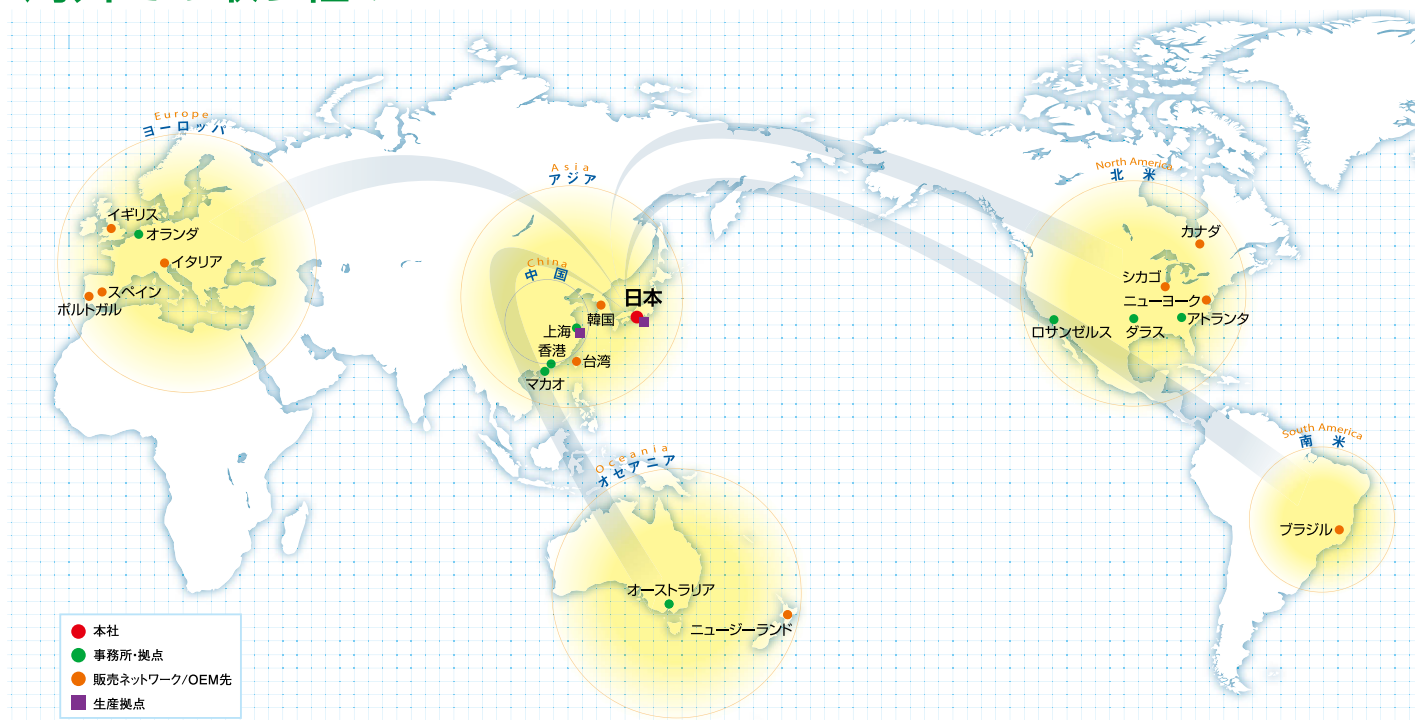 Europe
ヨーロッパ
イギリス
オランダ
イタリア
スペイン
ポルトガル
Asia
アジア
China
中国
日本
韓国
上海
香港
台湾
マカオ
North America
北米
カナダ
シカゴ
ニューヨーク
アトランタ
ロサンゼルス
ダラス
South America
南米
ブラジル
Oceania
オセアニア
オーストラリア
ニュージーランド
本社
事務所・拠点
販売ネットワーク/OEM先
生産拠点